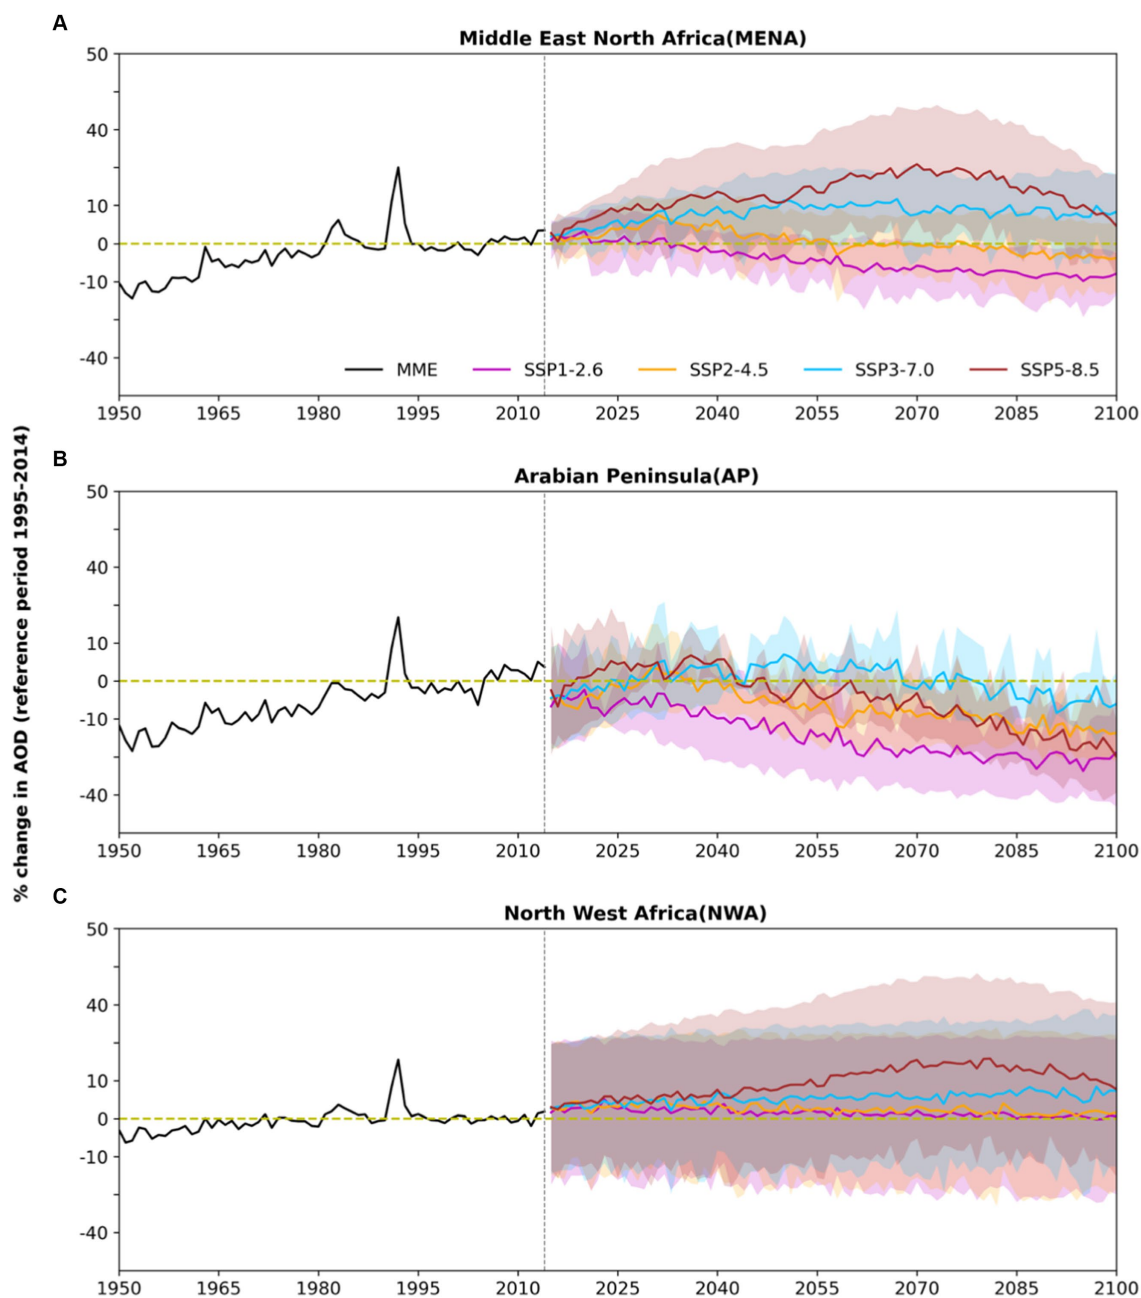 A
Middle East North Africa(MENA)
50
40
10
0
-10
-40
MME SSP1-2.6 SSP2-4.5 SSP3-7.0 SSP5-8.5
1950 1965 1980 1995 2010 2025 2040 2055 2070 2085 2100
% change in AOD (reference period 1995-2014)
B
Arabian Peninsula(AP)
50
40
10
0
-10
-40
1950 1965 1980 1995 2010 2025 2040 2055 2070 2085 2100
C
North West Africa(NWA)
50
40
10
0
-10
-40
1950 1965 1980 1995 2010 2025 2040 2055 2070 2085 2100